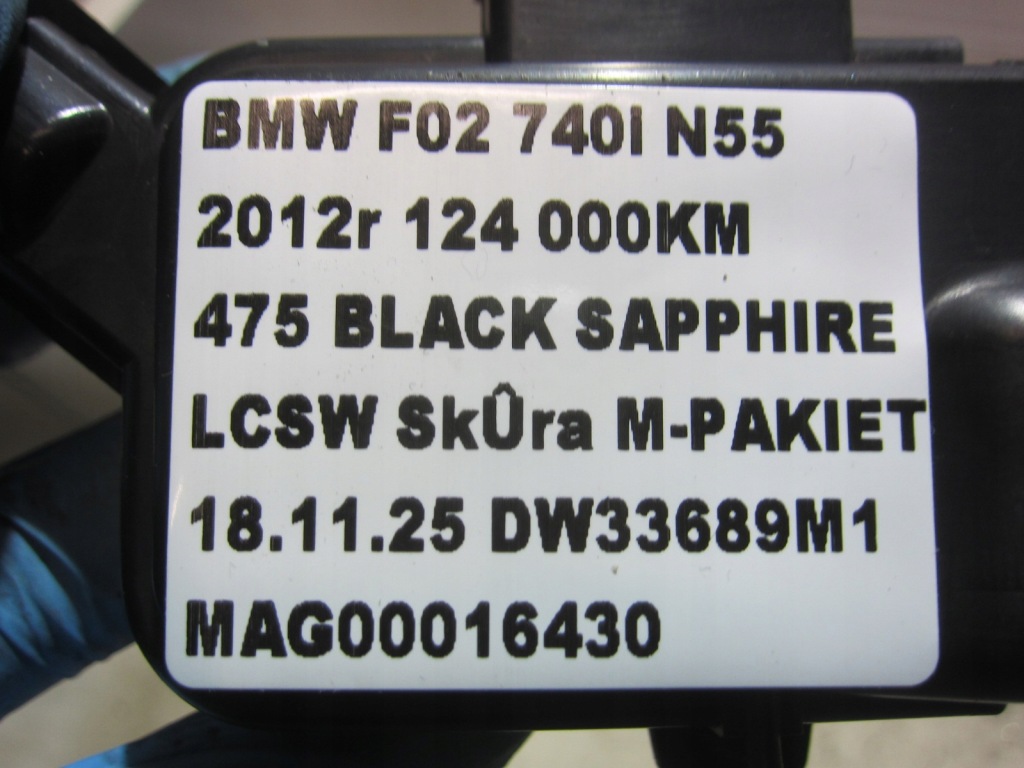 BMW F02 740i N55
2012r 124 000KM
475 BLACK SAPPHIRE
LCSW SkÛra M-PAKIET
18.11.25 DW33689M1
MAG00016430